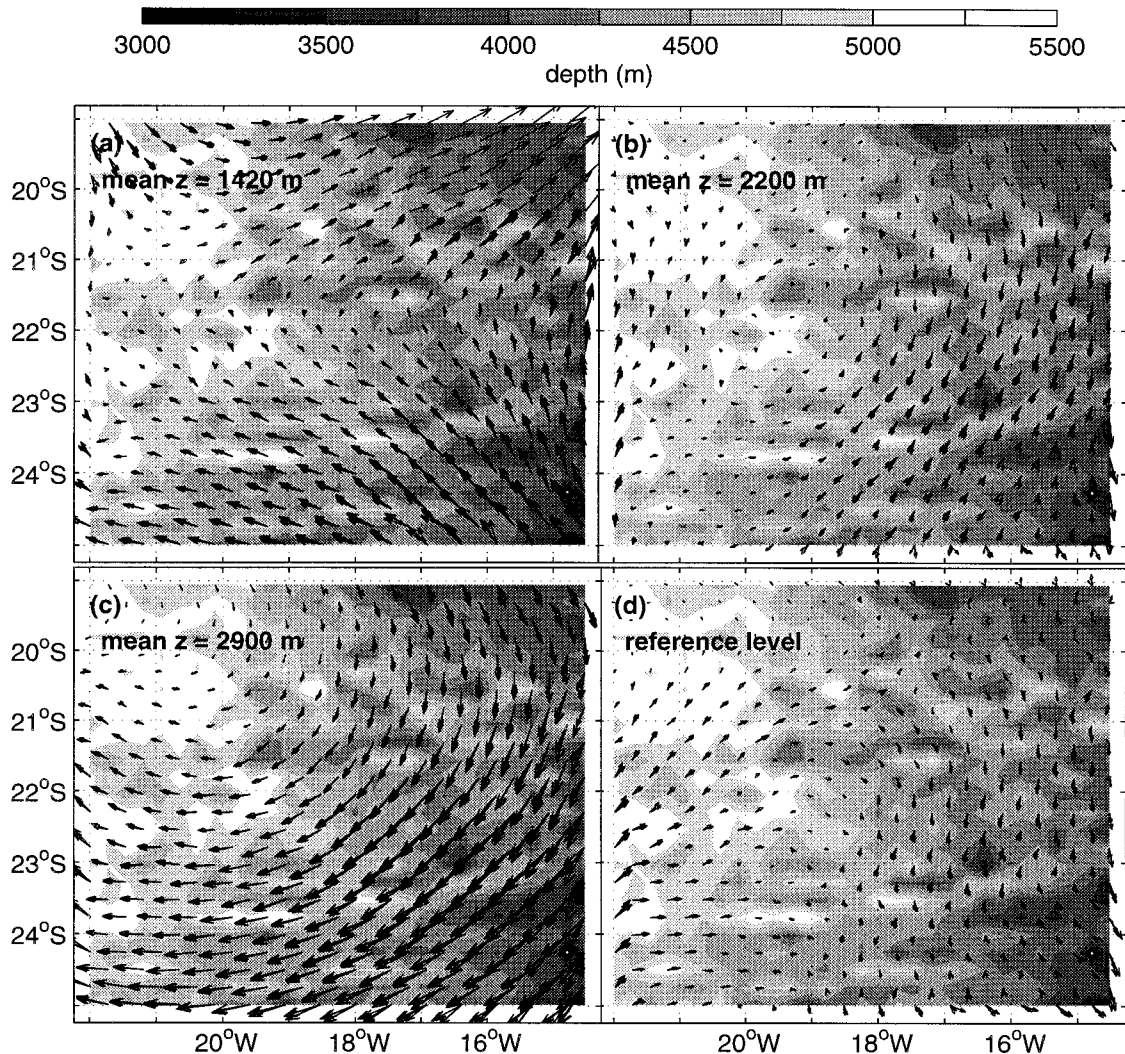 3000 3500 4000 4250 4500 5000 5500
depth (m)
(a)
mean z = 1420 m
(b)
mean z = 2200 m
20°S
21°S
22°S
23°S
24°S
(c)
mean z = 2900 m
(d)
reference level
20°S
21°S
22°S
23°S
24°S
20°W 18°W 16°W 20°W 18°W 16°W